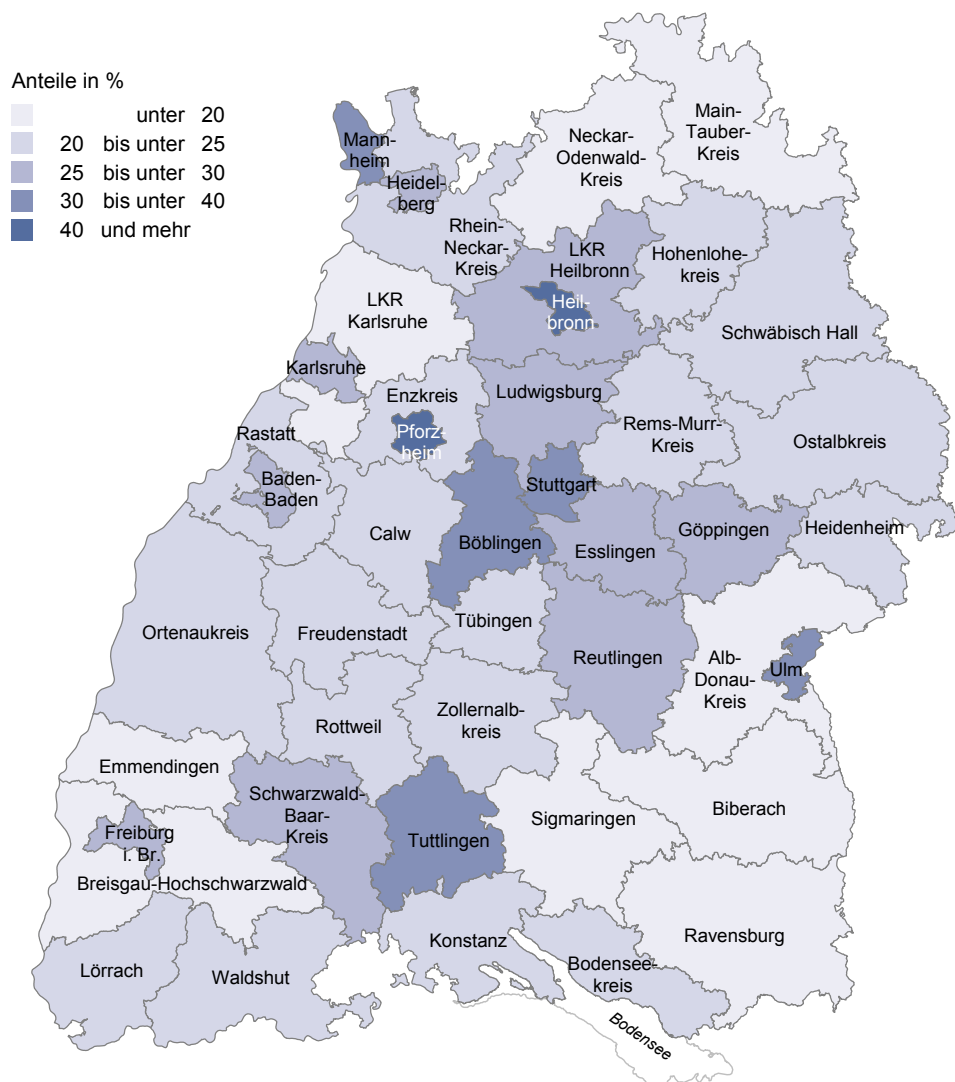 Anteile in %
unter 20
20 bis unter 25
25 bis unter 30
30 bis unter 40
40 und mehr
Main-
Tauber-
Kreis
Neckar-
Odenwald-
Kreis
Mann-
heim
Heidel-
berg
Rhein-
Neckar-
Kreis
LKR
Heilbronn
Hohenlohe-
kreis
Heil-
bronn
LKR
Karlsruhe
Schwäbisch Hall
Karlsruhe
Enzkreis
Ludwigsburg
Pforz-
heim
Rems-Murr-
Kreis
Ostalbkreis
Rastatt
Baden-
Baden
Stuttgart
Calw
Böblingen
Esslingen
Göppingen
Heidenheim
Ortenaukreis
Freudenstadt
Tübingen
Reutlingen
Alb-
Donau-
Kreis
Ulm
Rottweil
Zollernalb-
kreis
Emmendingen
Schwarzwald-
Baar-
Kreis
Tuttlingen
Sigmaringen
Biberach
Freiburg
i. Br.
Breisgau-Hochschwarzwald
Lörrach
Waldshut
Konstanz
Bodensee-
kreis
Ravensburg
Bodensee